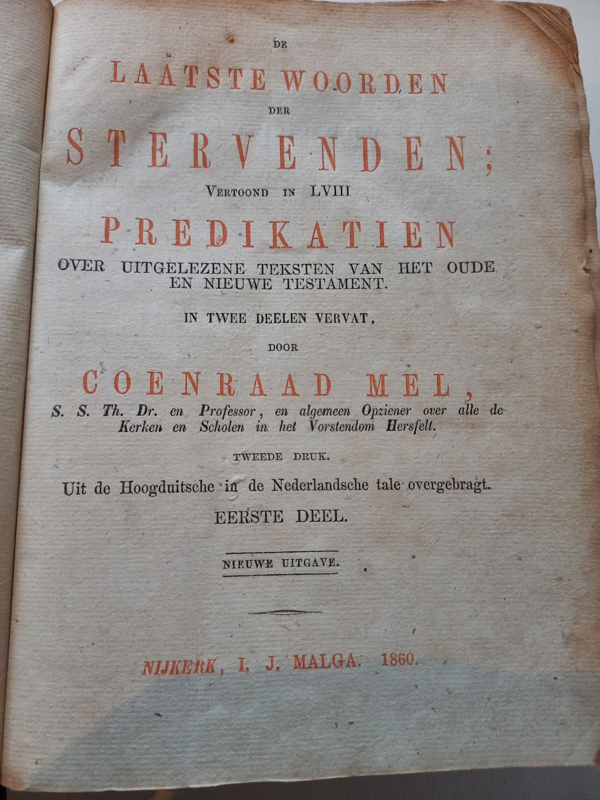 DE
LAATSTE WOORDEN
DER
STERVENDEN;
VERTOOND IN LVIII
PREDIKATIEN
OVER UITGELEZENE TEKSTEN VAN HET OUDE
EN NIEUWE TESTAMENT.
IN TWEE DEELEN VERVAT,
DOOR
COENRAAD MEL,
S. S. Th. Dr. en Professor, en algemeen Opziener over alle de
Kerken en Scholen in het Vorstendom Hersfelt.
TWEEDE DRUK.
Uit de Hoogduitsche in de Nederlandsche tale overgebragt.
EERSTE DEEL.
NIEUWE UITGAVE.
NIJKERK, I. J. MALGA. 1860.